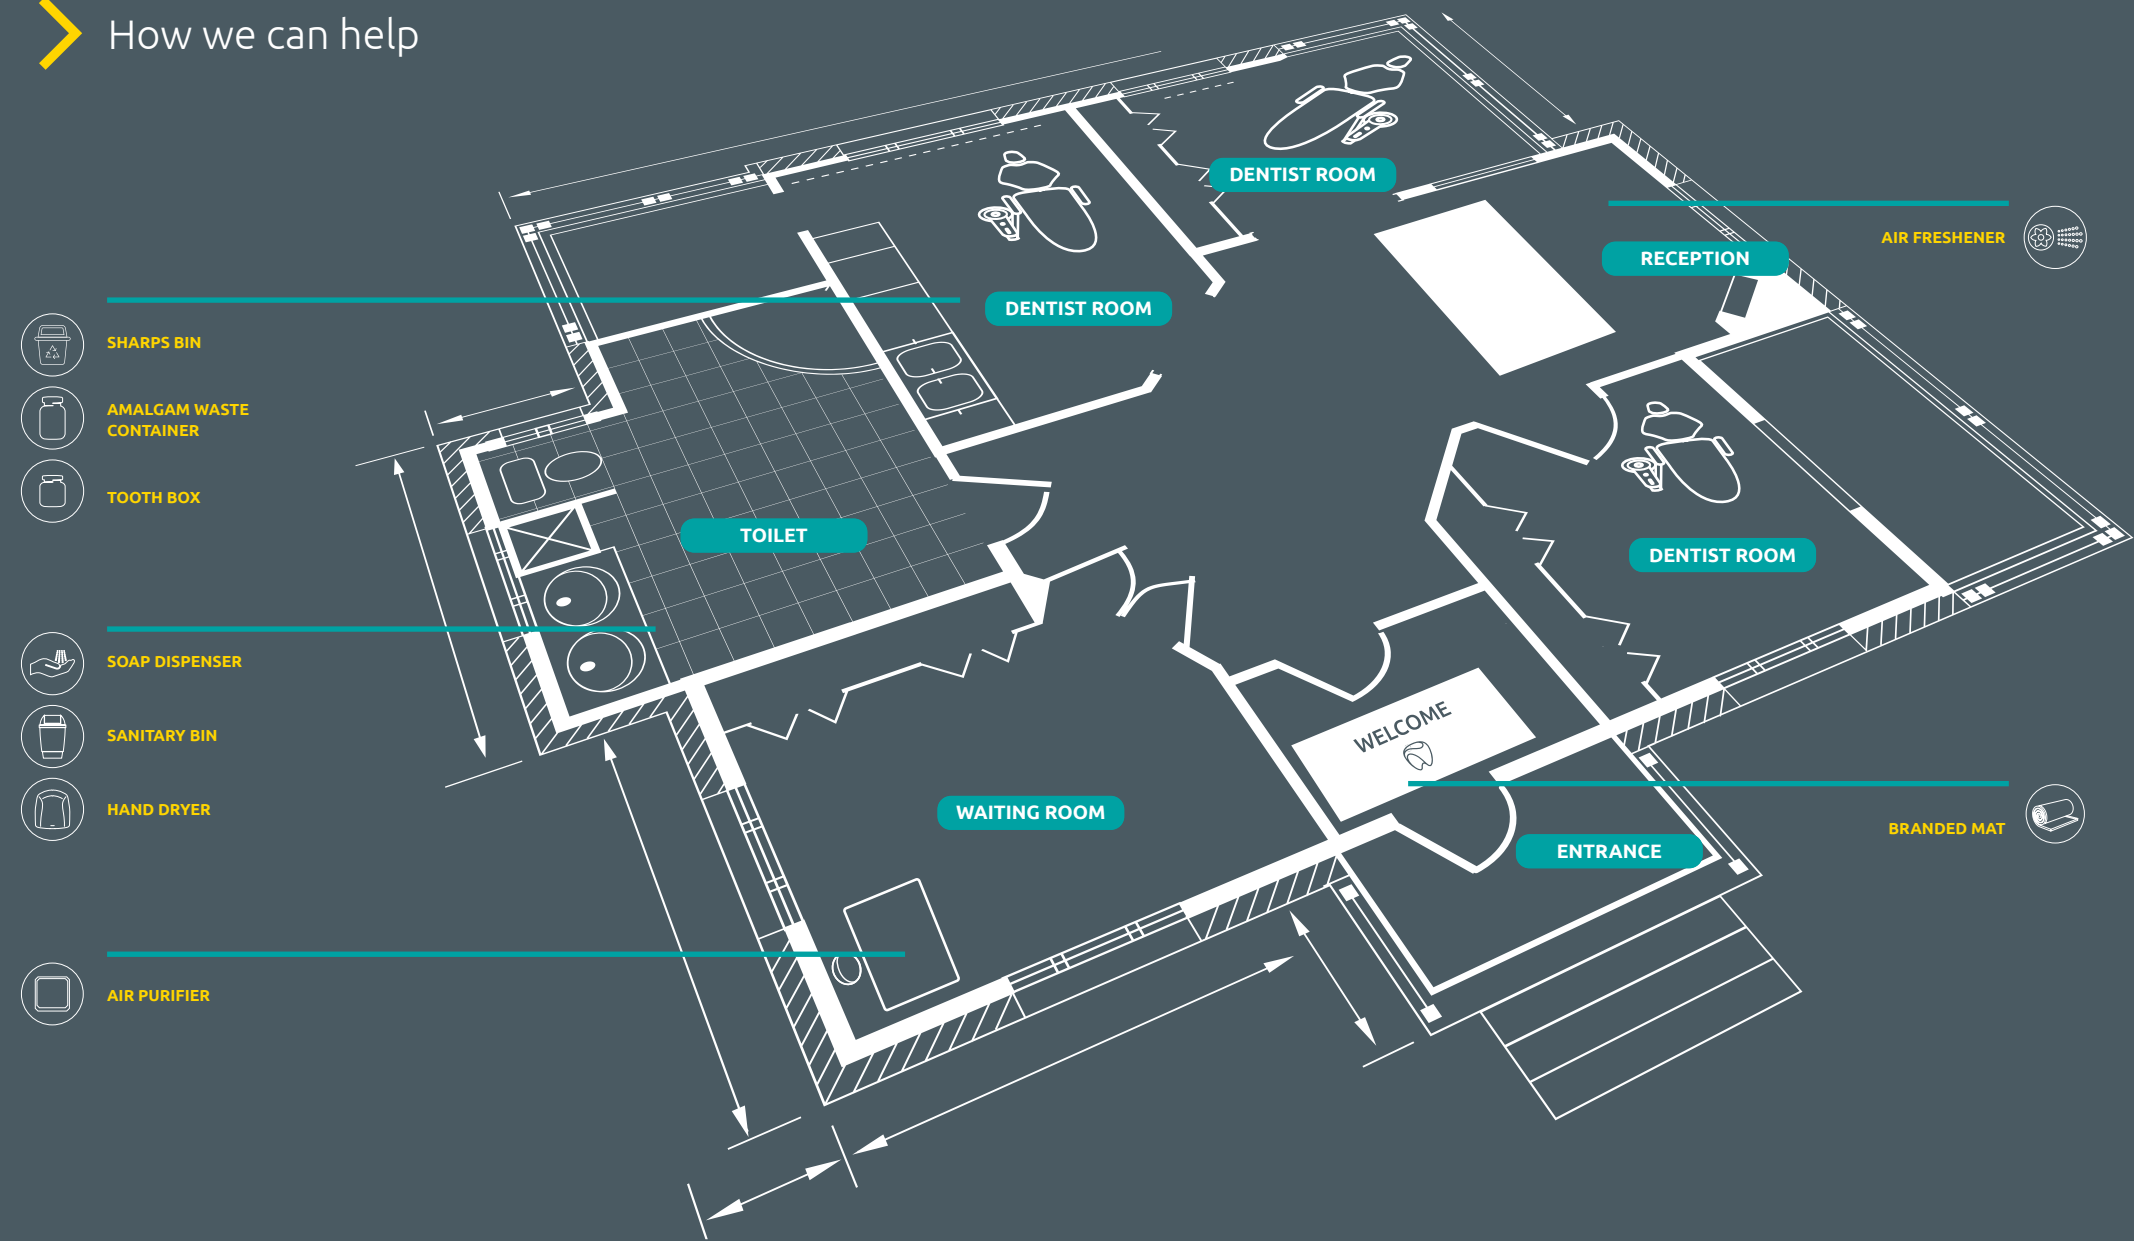 How we can help
DENTIST ROOM
AIR FRESHENER
RECEPTION
DENTIST ROOM
SHARPS BIN
AMALGAM WASTE
CONTAINER
TOOTH BOX
TOILET
DENTIST ROOM
SOAP DISPENSER
SANITARY BIN
HAND DRYER
WELCOME
WAITING ROOM
BRANDED MAT
ENTRANCE
AIR PURIFIER